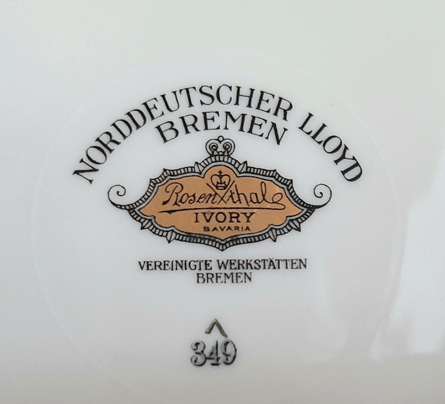 NORDDEUTSCHER LLOYD
BREMEN
Rosenthal
IVORY
BAVARIA
VEREINIGTE WERKSTÄTTEN
BREMEN
349